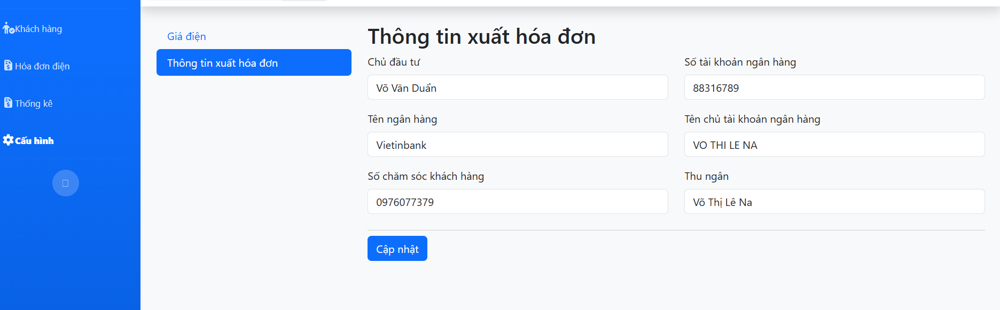 Khách hàng
Hóa đơn điện
Thống kê
Cấu hình
Giá điện
Thông tin xuất hóa đơn
Thông tin xuất hóa đơn
Chủ đầu tư
Số tài khoản ngân hàng
Võ Văn Duẩn
88316789
Tên ngân hàng
Tên chủ tài khoản ngân hàng
Vietinbank
VO THI LE NA
Số chăm sóc khách hàng
Thu ngân
0976077379
Võ Thị Lê Na
Cập nhật